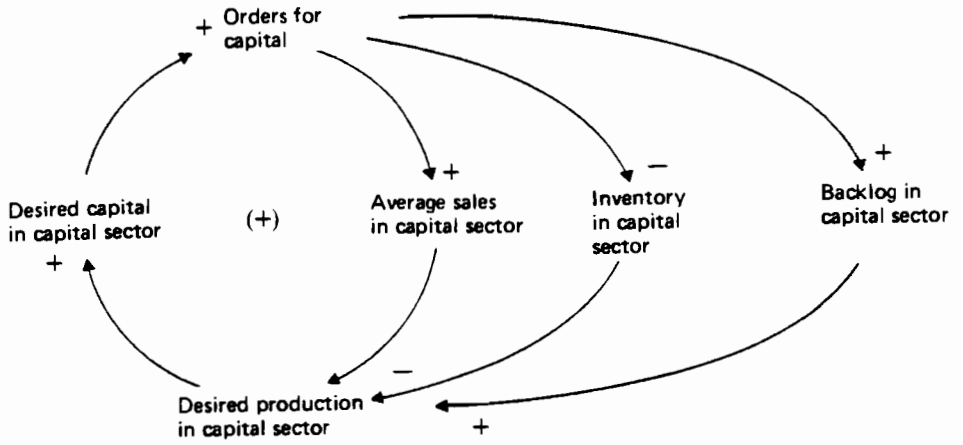 + Orders for
capital
+
−
+
Desired capital
in capital sector
+
(+)
Average sales
in capital sector
Inventory
in capital
sector
Backlog in
capital sector
−
+
Desired production
in capital sector